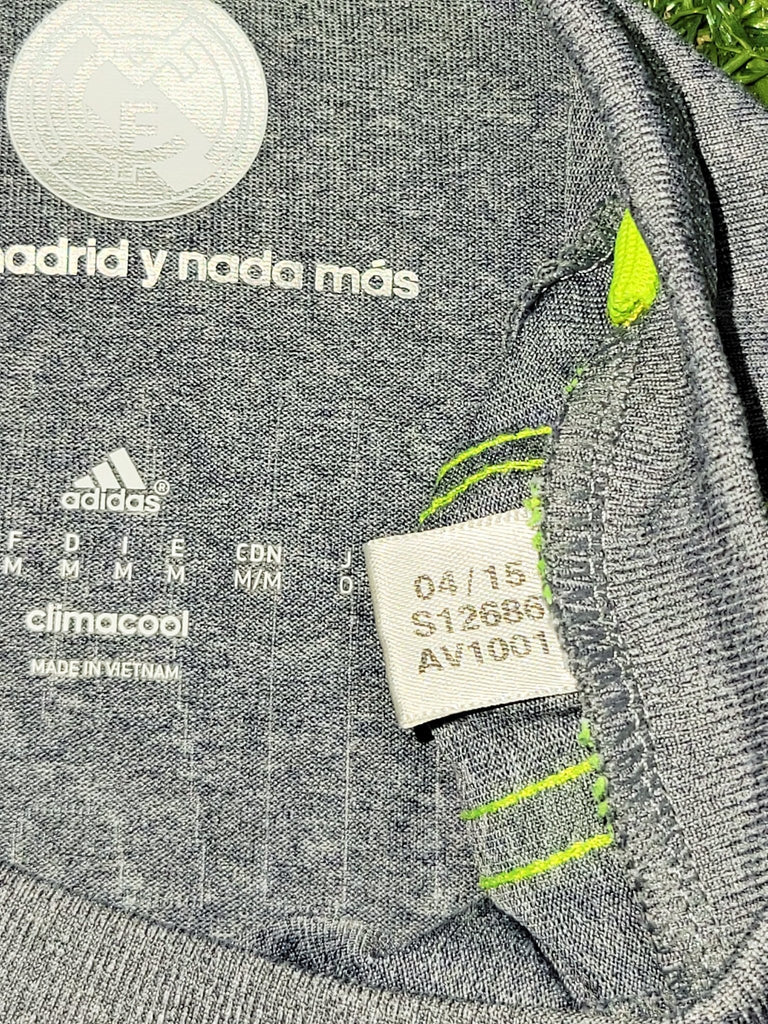 madrid y nada más
adidas®
F D I E CDN J
M M M M M/M O
climacool
MADE IN VIETNAM
04/15
S12686
AV1001